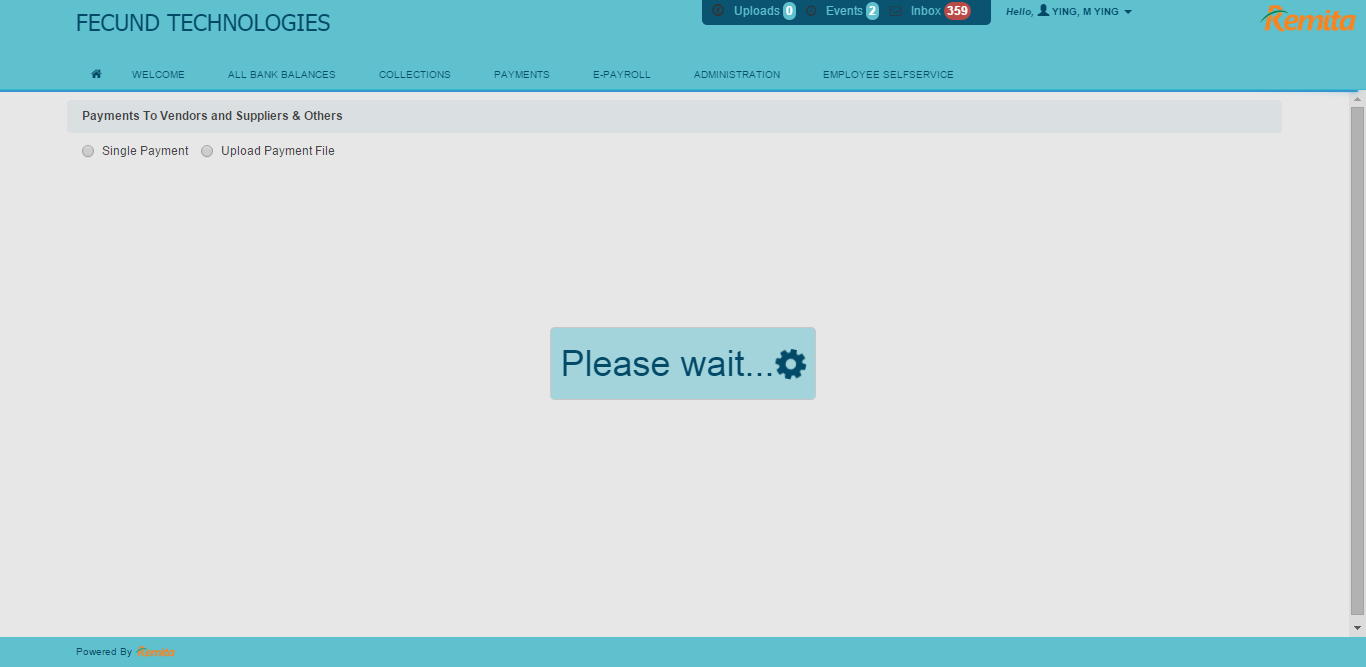 FECUND TECHNOLOGIES
Uploads 0 Events 2 Inbox 359
Hello, YING, M YING
Remita
WELCOME ALL BANK BALANCES COLLECTIONS PAYMENTS E-PAYROLL ADMINISTRATION EMPLOYEE SELFSERVICE
Payments To Vendors and Suppliers & Others
Single Payment Upload Payment File
Please wait...
Powered By Remita